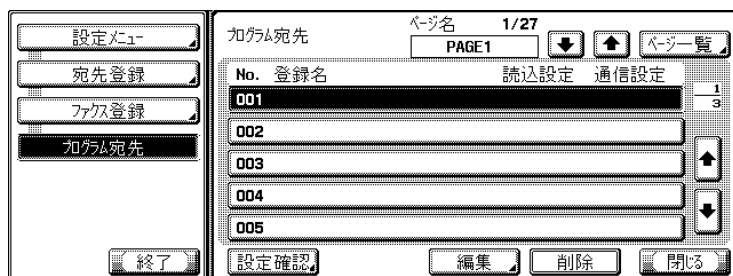 設定メニュー
宛先登録
ファクス登録
プログラム宛先
終了
プログラム宛先
ページ名 1/27
PAGE1
ページ一覧
No. 登録名 読込設定 通信設定
001
1
3
002
003
004
005
設定確認 編集 削除 閉じる